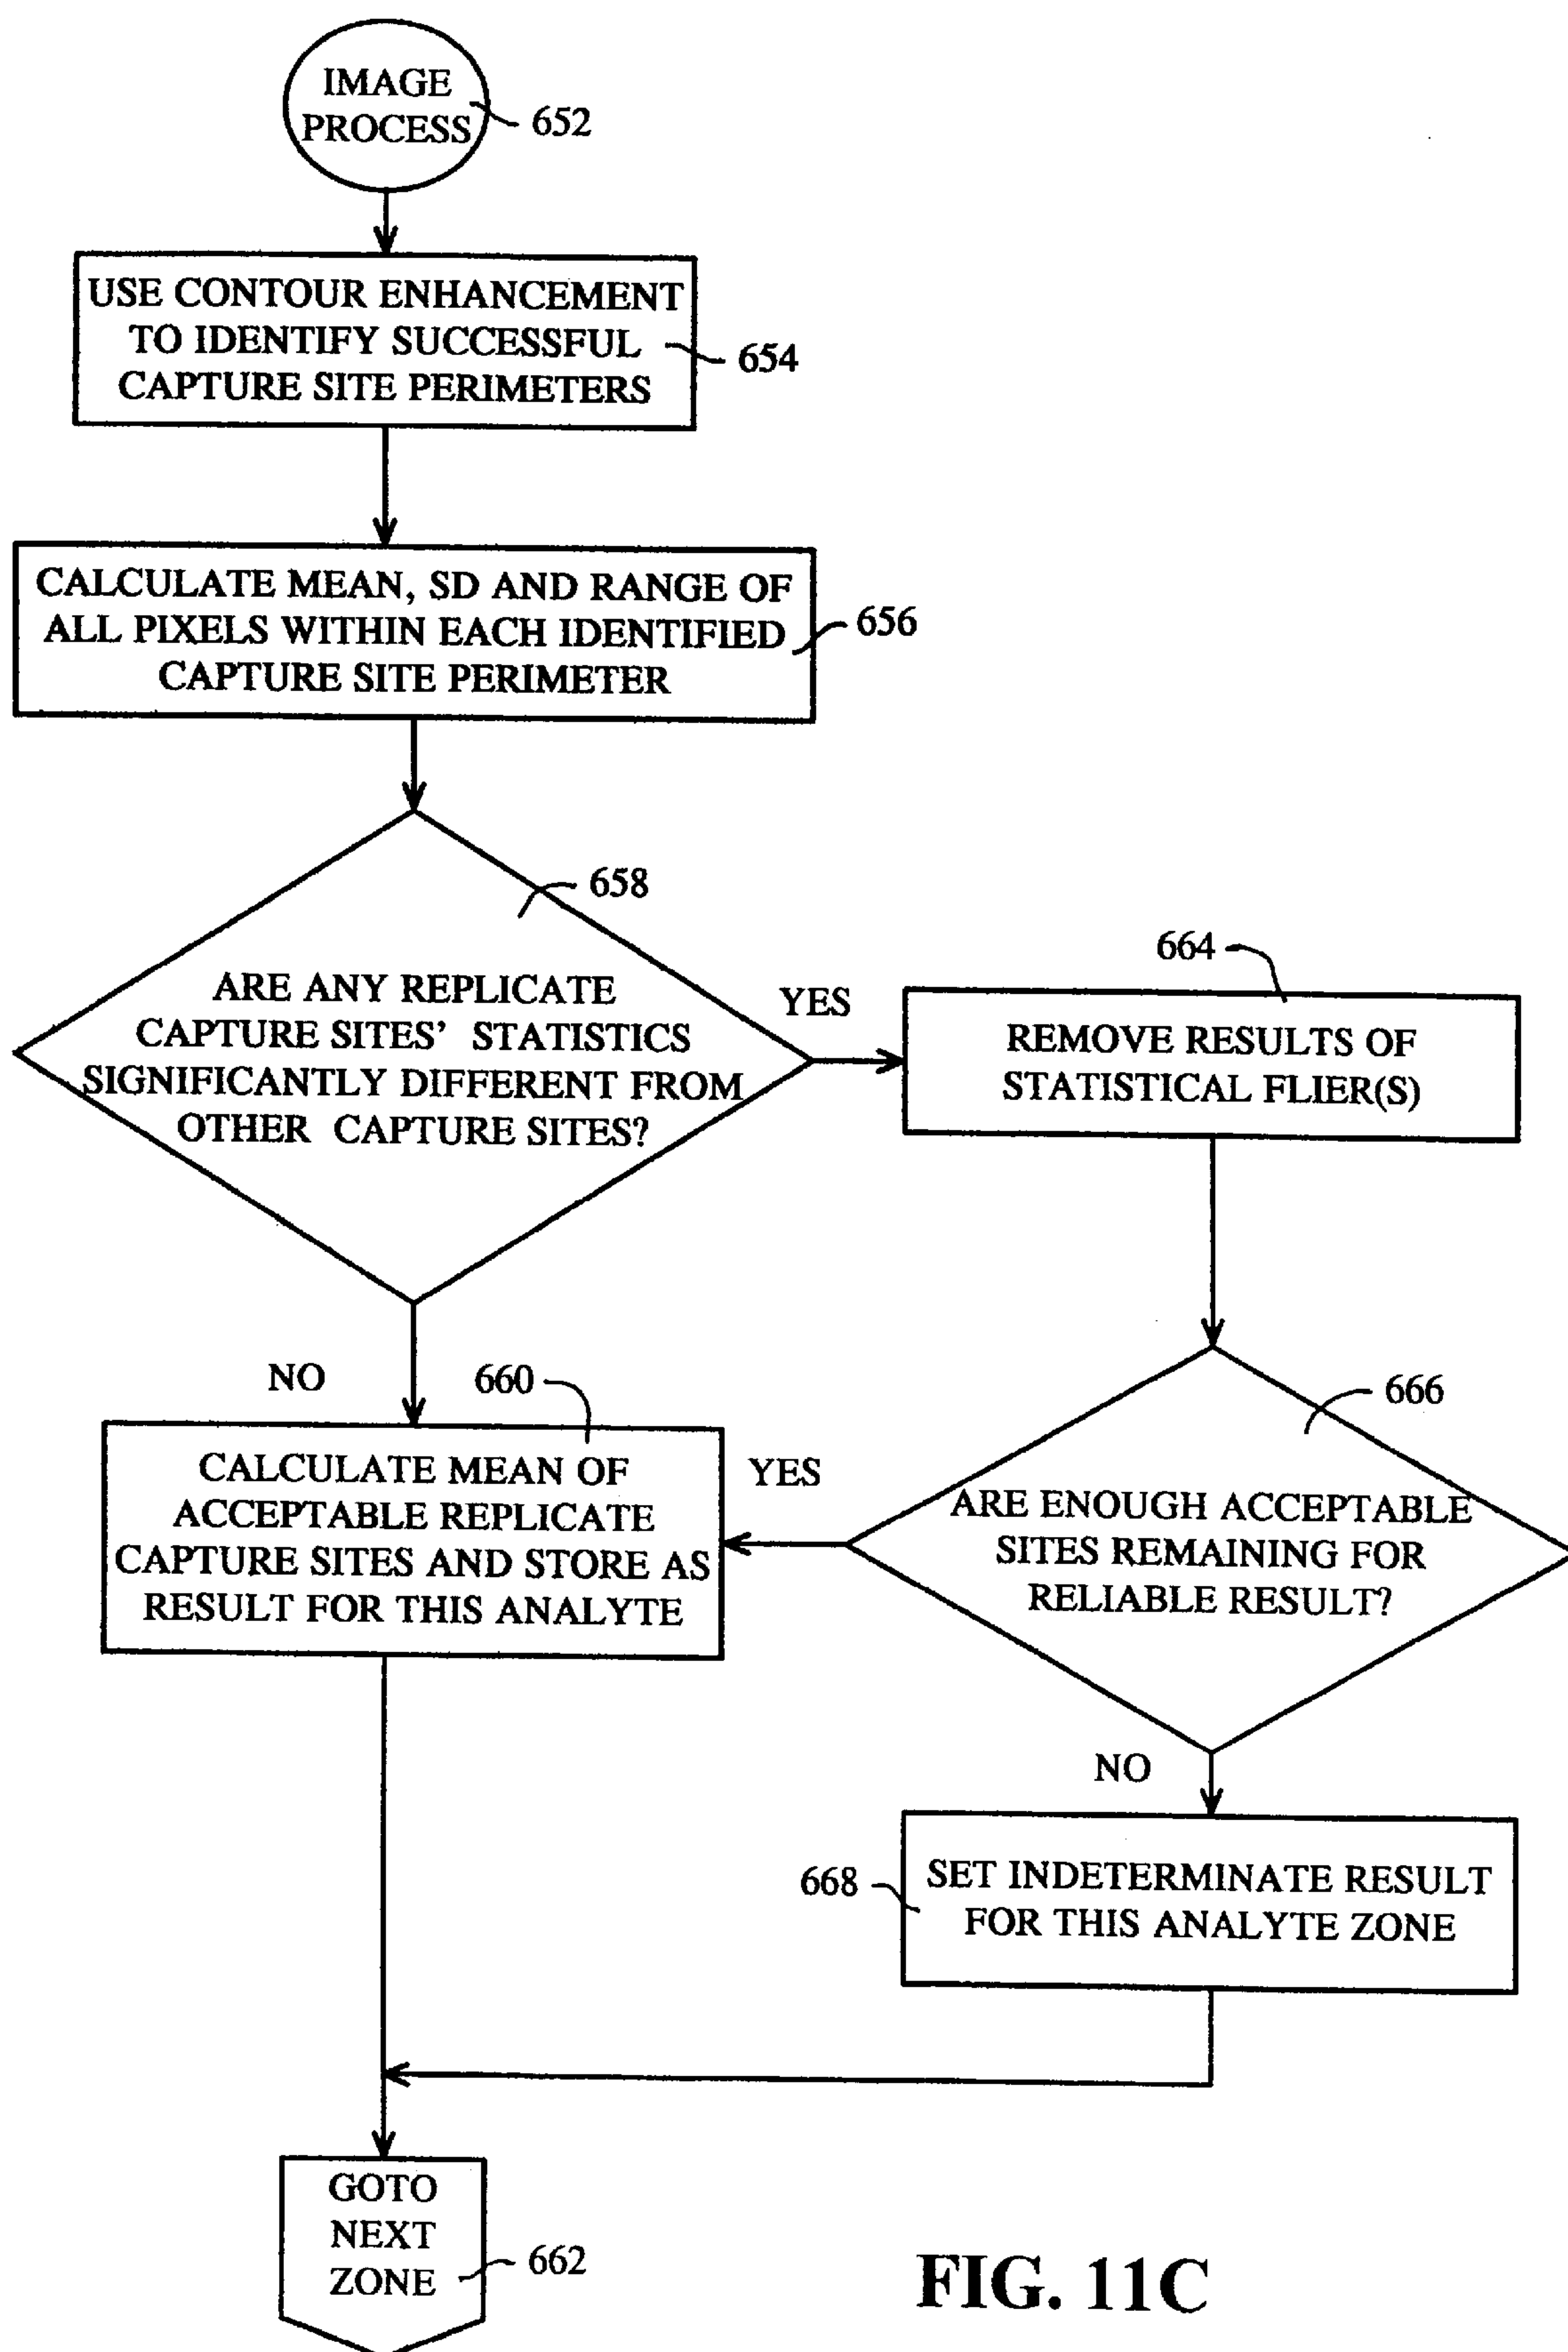 IMAGE
PROCESS
652
USE CONTOUR ENHANCEMENT
TO IDENTIFY SUCCESSFUL
CAPTURE SITE PERIMETERS
654
CALCULATE MEAN, SD AND RANGE OF
ALL PIXELS WITHIN EACH IDENTIFIED
CAPTURE SITE PERIMETER
656
658
ARE ANY REPLICATE
CAPTURE SITES' STATISTICS
SIGNIFICANTLY DIFFERENT FROM
OTHER CAPTURE SITES?
YES
664
REMOVE RESULTS OF
STATISTICAL FLIER(S)
NO
660
CALCULATE MEAN OF
ACCEPTABLE REPLICATE
CAPTURE SITES AND STORE AS
RESULT FOR THIS ANALYTE
YES
666
ARE ENOUGH ACCEPTABLE
SITES REMAINING FOR
RELIABLE RESULT?
NO
668
SET INDETERMINATE RESULT
FOR THIS ANALYTE ZONE
GOTO
NEXT
ZONE
662
FIG. 11C